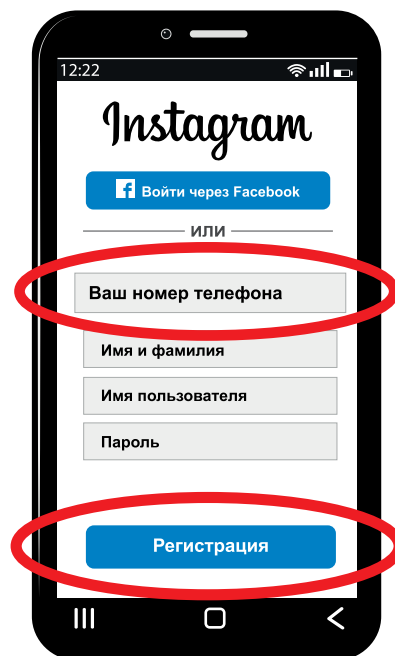 12:22
Instagram
Войти через Facebook
или
Ваш номер телефона
Имя и фамилия
Имя пользователя
Пароль
Регистрация